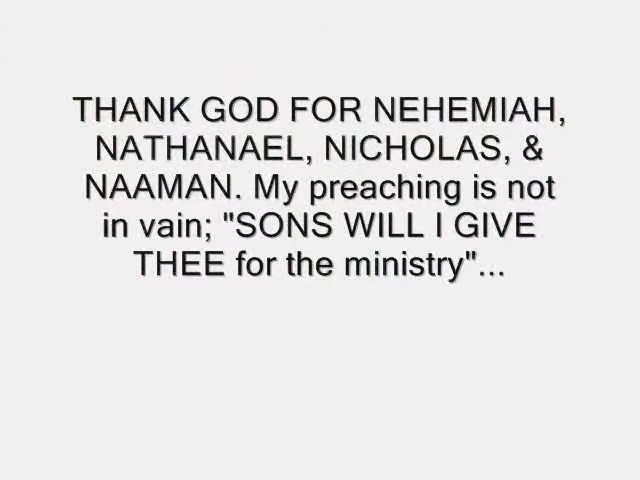 THANK GOD FOR NEHEMIAH,
NATHANAEL, NICHOLAS, &
NAAMAN. My preaching is not
in vain; "SONS WILL I GIVE
THEE for the ministry"...